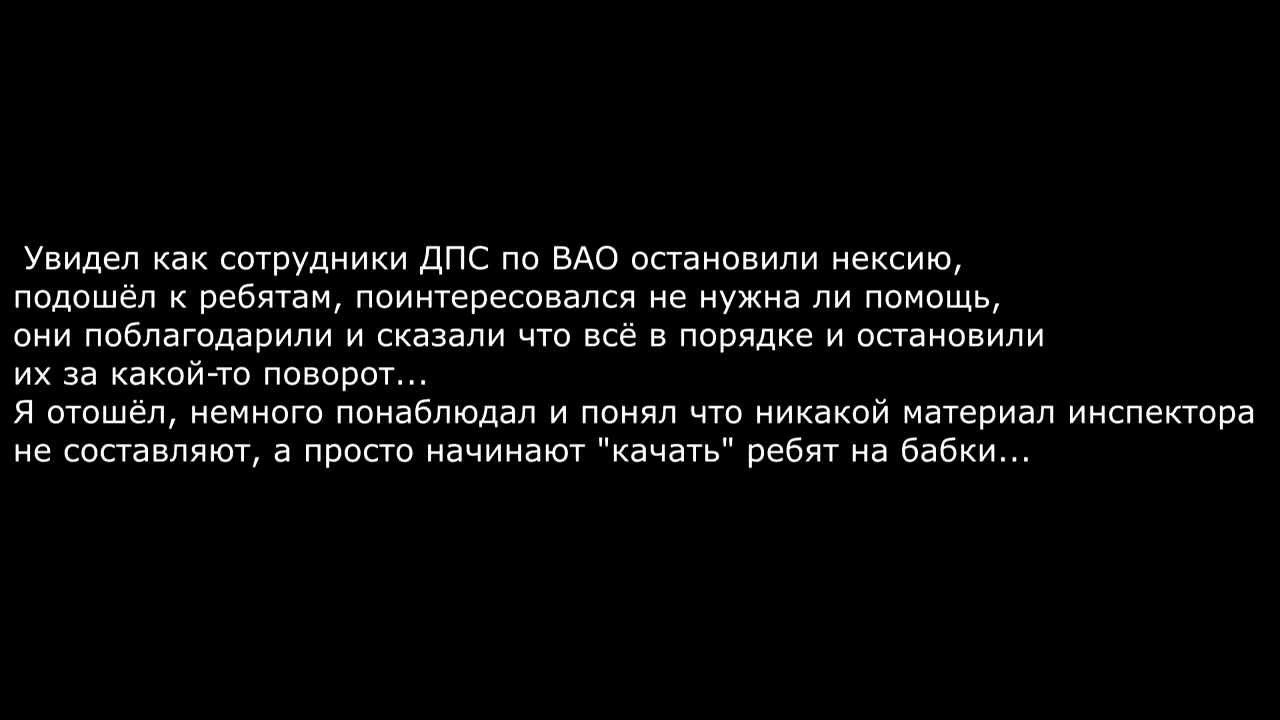 Увидел как сотрудники ДПС по ВАО остановили нексию,
подошёл к ребятам, поинтересовался не нужна ли помощь,
они поблагодарили и сказали что всё в порядке и остановили
их за какой-то поворот...
Я отошёл, немного понаблюдал и понял что никакой материал инспектора
не составляют, а просто начинают "качать" ребят на бабки...